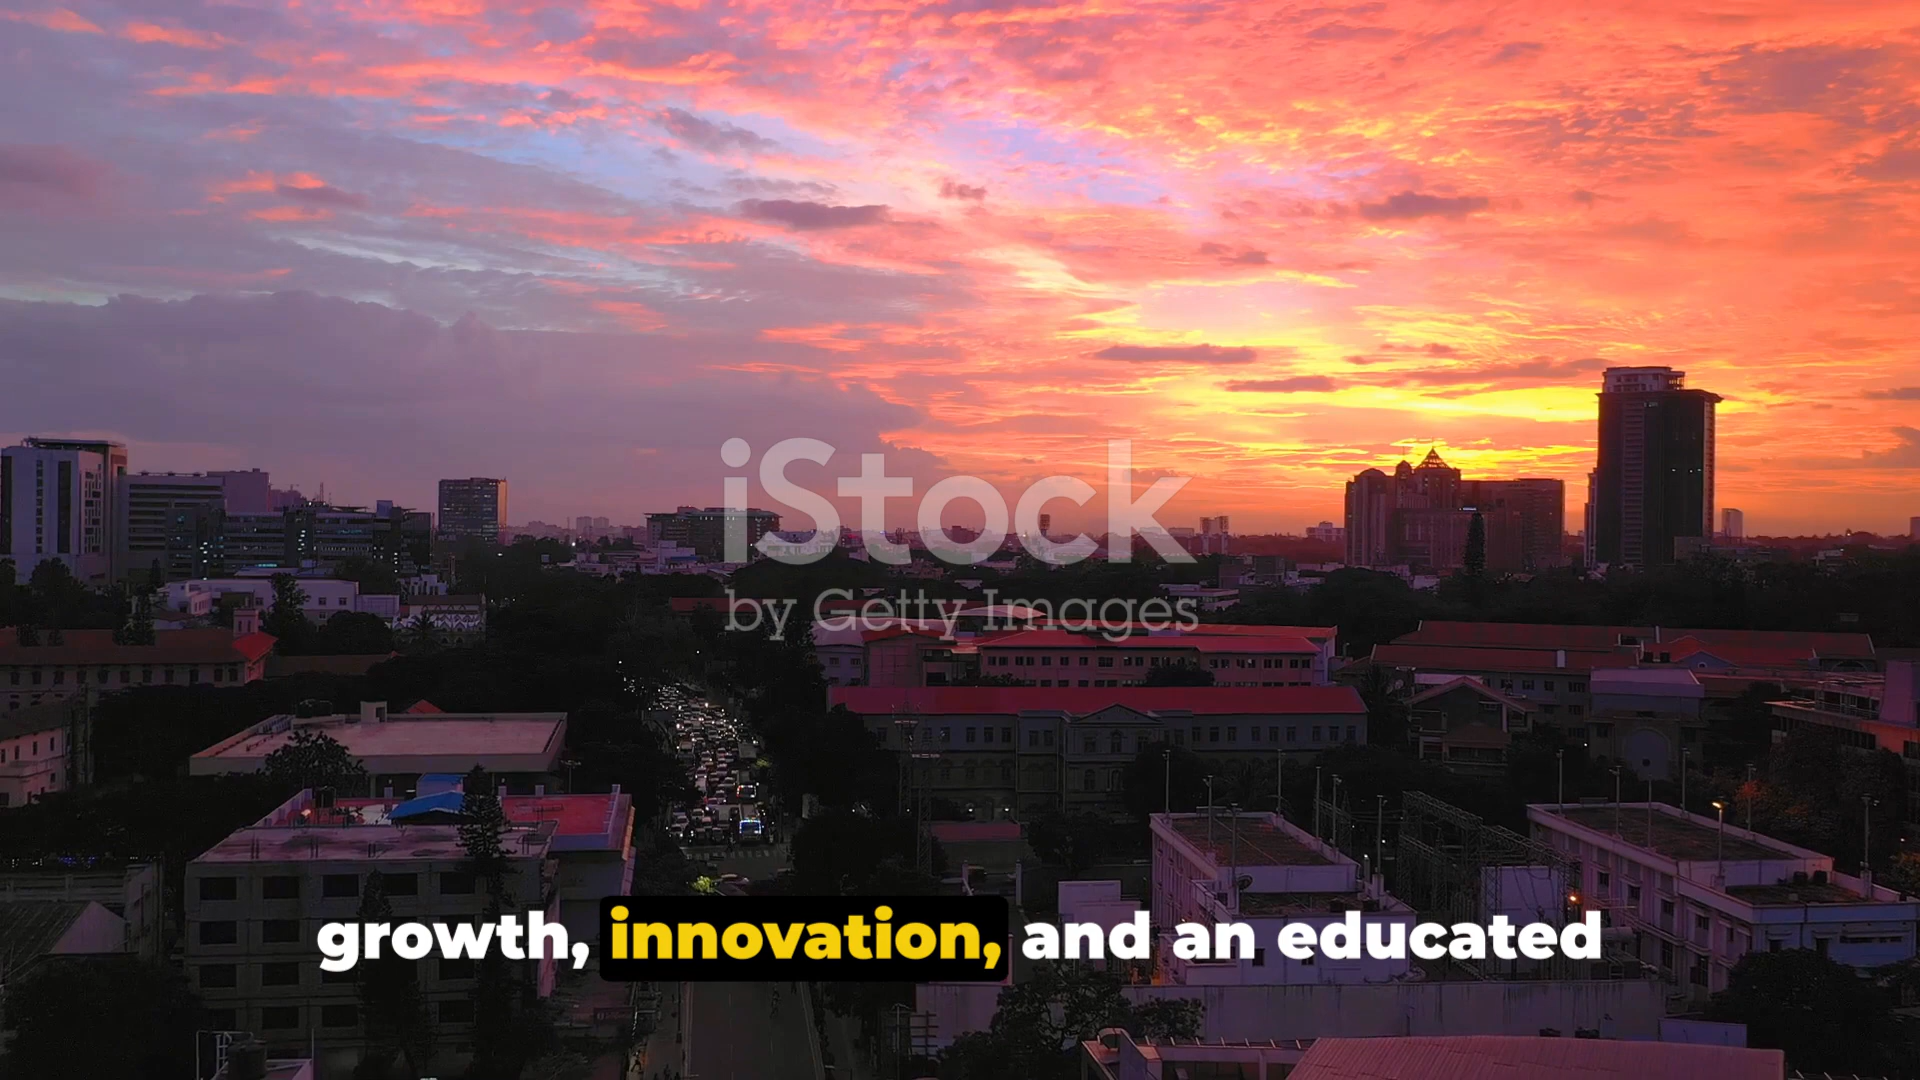 iStock
by Getty Images
growth, innovation, and an educated